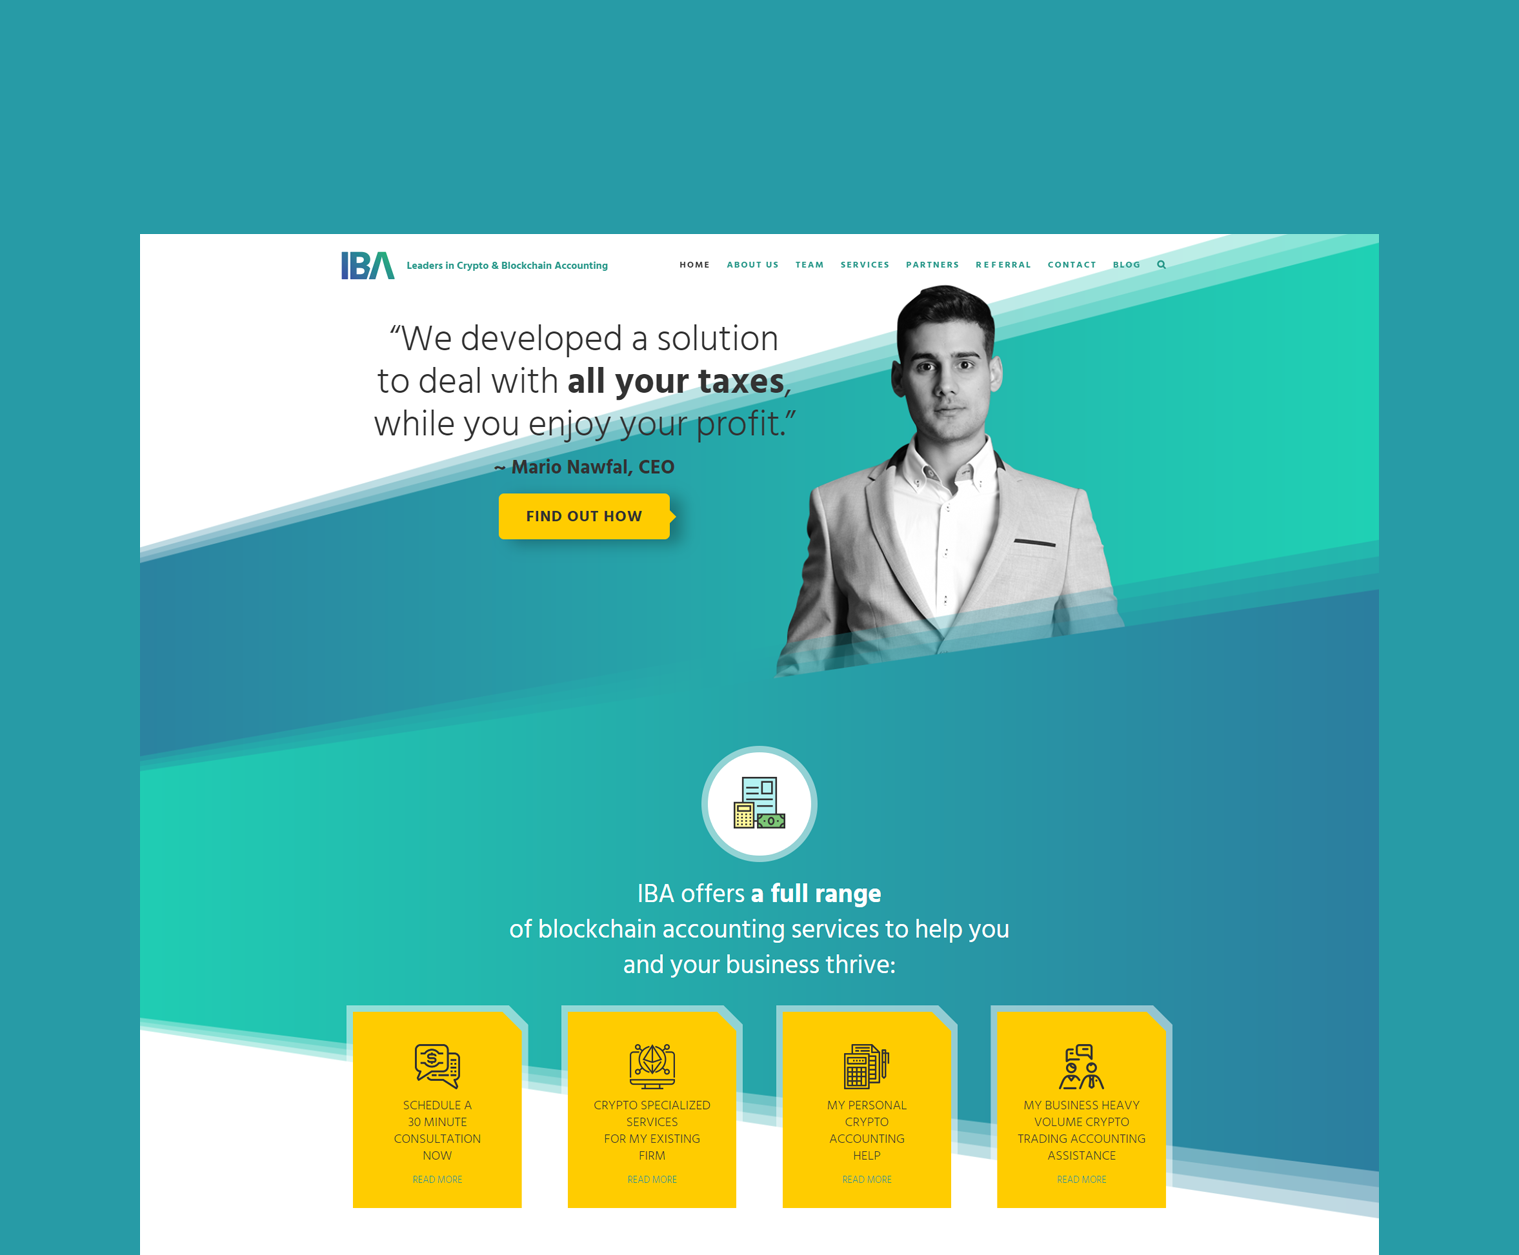 IBA Leaders in Crypto & Blockchain Accounting
HOME ABOUT US TEAM SERVICES PARTNERS REFERRAL CONTACT BLOG
“We developed a solution
to deal with all your taxes,
while you enjoy your profit.”
~ Mario Nawfal, CEO
FIND OUT HOW
IBA offers a full range
of blockchain accounting services to help you
and your business thrive:
SCHEDULE A
30 MINUTE
CONSULTATION
NOW
READ MORE
CRYPTO SPECIALIZED
SERVICES
FOR MY EXISTING
FIRM
READ MORE
MY PERSONAL
CRYPTO
ACCOUNTING
HELP
READ MORE
MY BUSINESS HEAVY
VOLUME CRYPTO
TRADING ACCOUNTING
ASSISTANCE
READ MORE